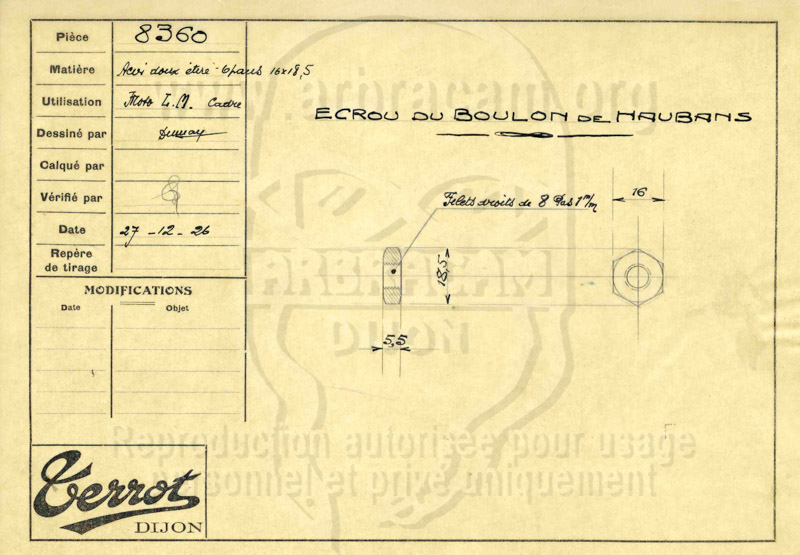 Pièce 8360
Matière Acier doux étiré 6 pans 16x18,5
Utilisation Moto L.M. Cadre
Dessiné par
Calqué par
Vérifié par
Date 27-12-26
Repère
de tirage
MODIFICATIONS
Date Objet
ECROU DU BOULON DE HAUBANS
Filets droits de 8 Pas 1 m/m
16
18,5
5,5
Terrot
DIJON
www.arbracam.org
ARBRACAM
DIJON
Reproduction autorisée pour usage
personnel et privé uniquement